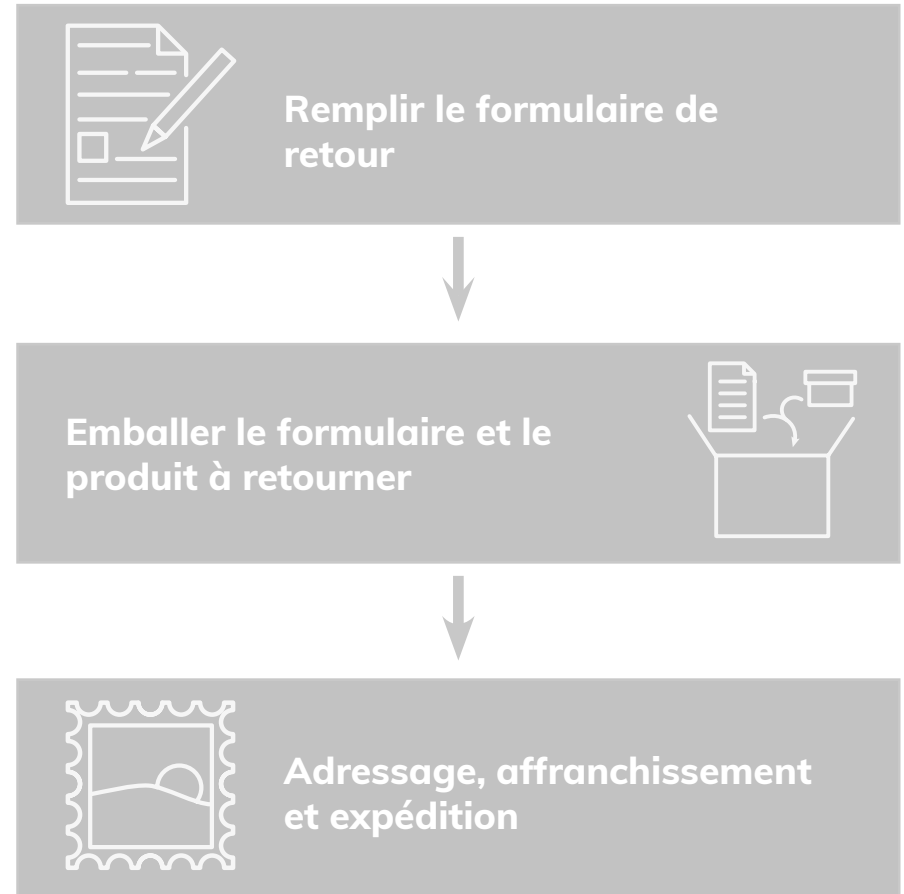 Remplir le formulaire de
retour
Emballer le formulaire et le
produit à retourner
Adressage, affranchissement
et expédition